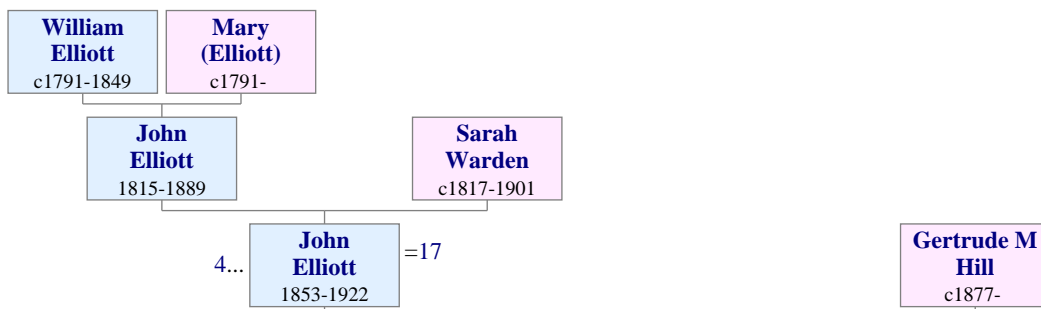 William
Elliott
c1791-1849
Mary
(Elliott)
c1791-
John
Elliott
1815-1889
Sarah
Warden
c1817-1901
4...
John
Elliott
1853-1922
=17
Gertrude M
Hill
c1877-